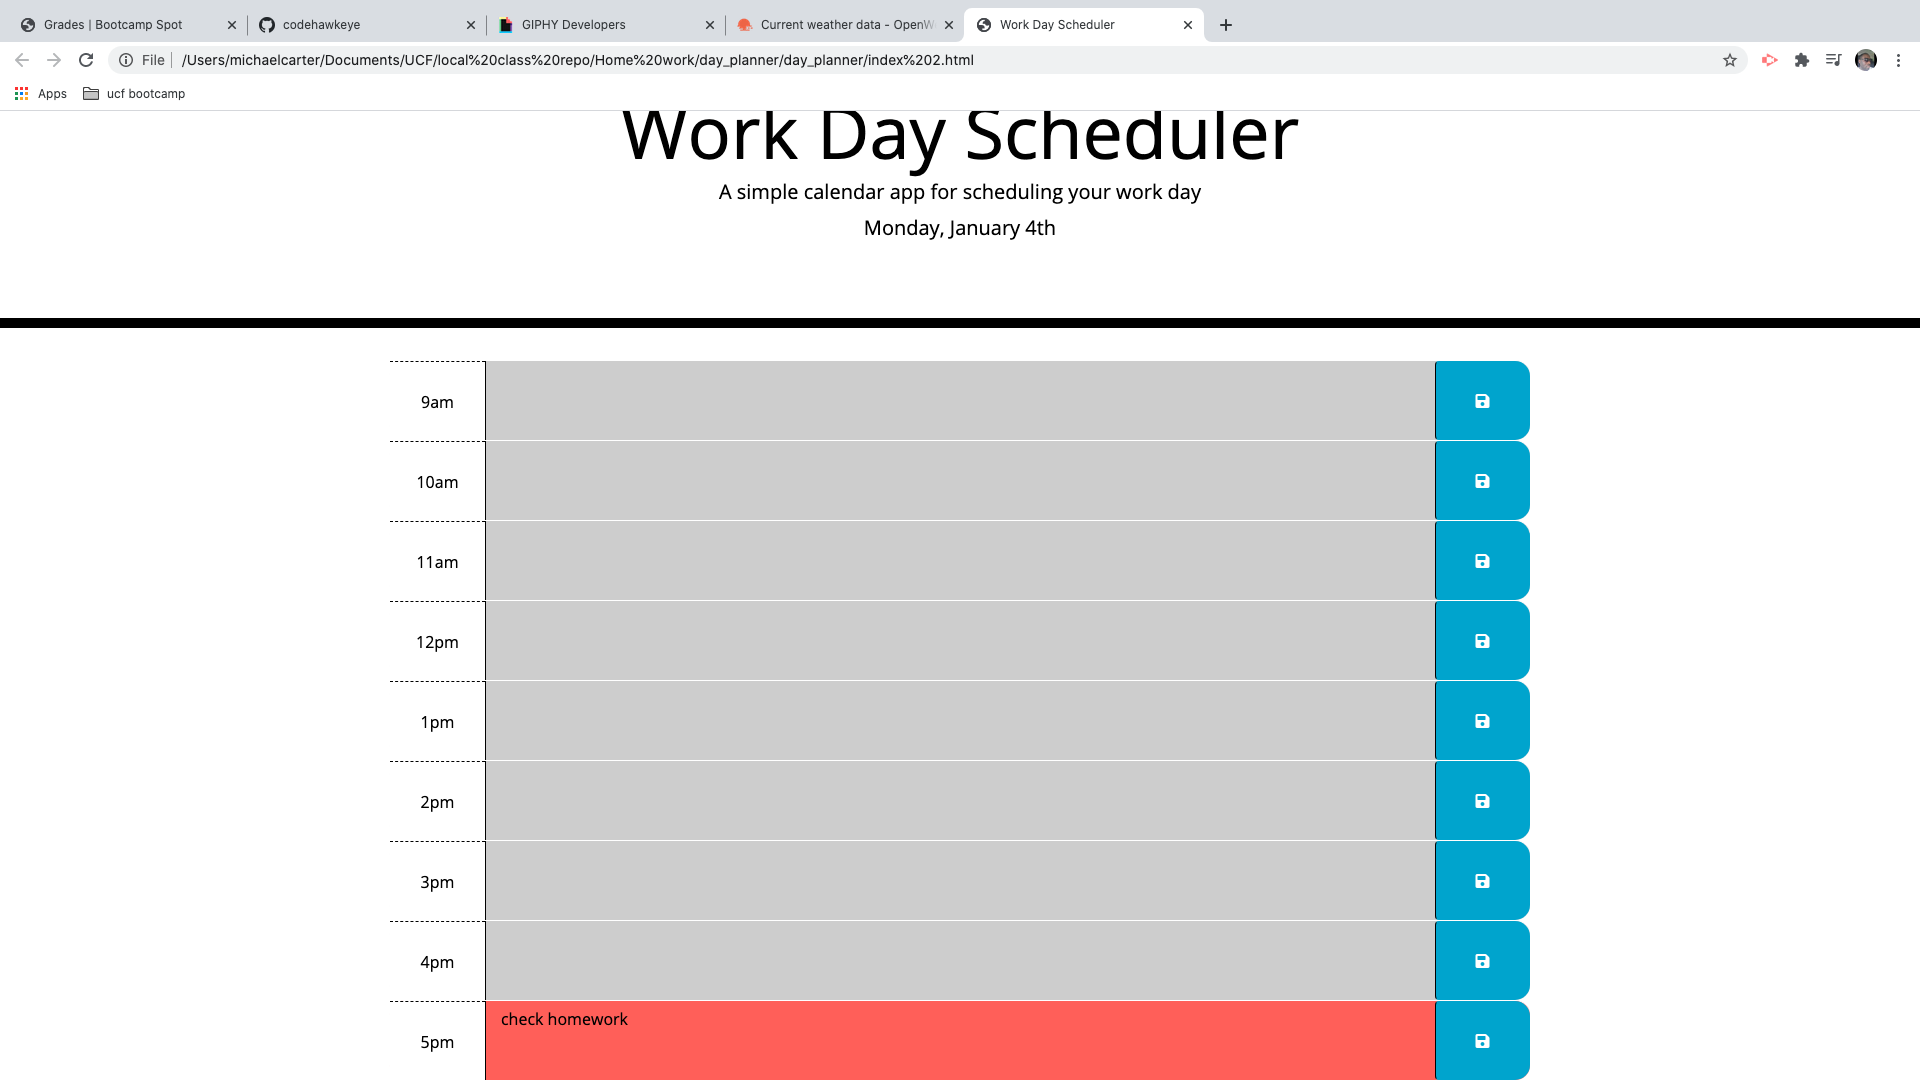 Grades | Bootcamp Spot
codehawkeye
GIPHY Developers
Current weather data - OpenW
Work Day Scheduler
File
/Users/michaelcarter/Documents/UCF/local%20class%20repo/Home%20work/day_planner/day_planner/index%202.html
Apps
ucf bootcamp
Work Day Scheduler
A simple calendar app for scheduling your work day
Monday, January 4th
9am
10am
11am
12pm
1pm
2pm
3pm
4pm
check homework
5pm